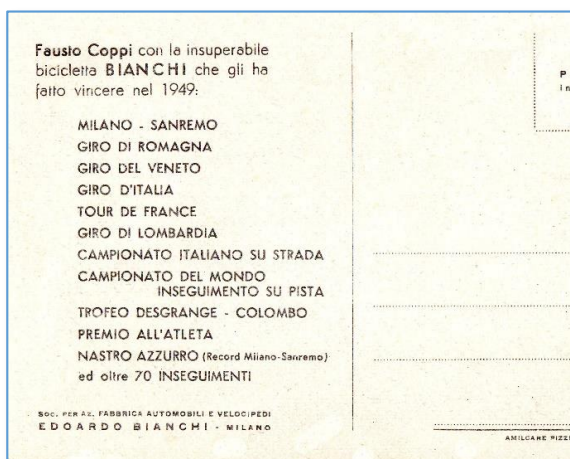 Fausto Coppi con la insuperabile
bicicletta BIANCHI che gli ha
fatto vincere nel 1949:
MILANO - SANREMO
GIRO DI ROMAGNA
GIRO DEL VENETO
GIRO D'ITALIA
TOUR DE FRANCE
GIRO DI LOMBARDIA
CAMPIONATO ITALIANO SU STRADA
CAMPIONATO DEL MONDO
INSEGUIMENTO SU PISTA
TROFEO DESGRANGE - COLOMBO
PREMIO ALL'ATLETA
NASTRO AZZURRO (Record Milano-Sanremo)
ed oltre 70 INSEGUIMENTI
SOC. PER AZ. FABBRICA AUTOMOBILI E VELOCIPEDI
EDOARDO BIANCHI - MILANO
P
In
AMILCARE PIZZI